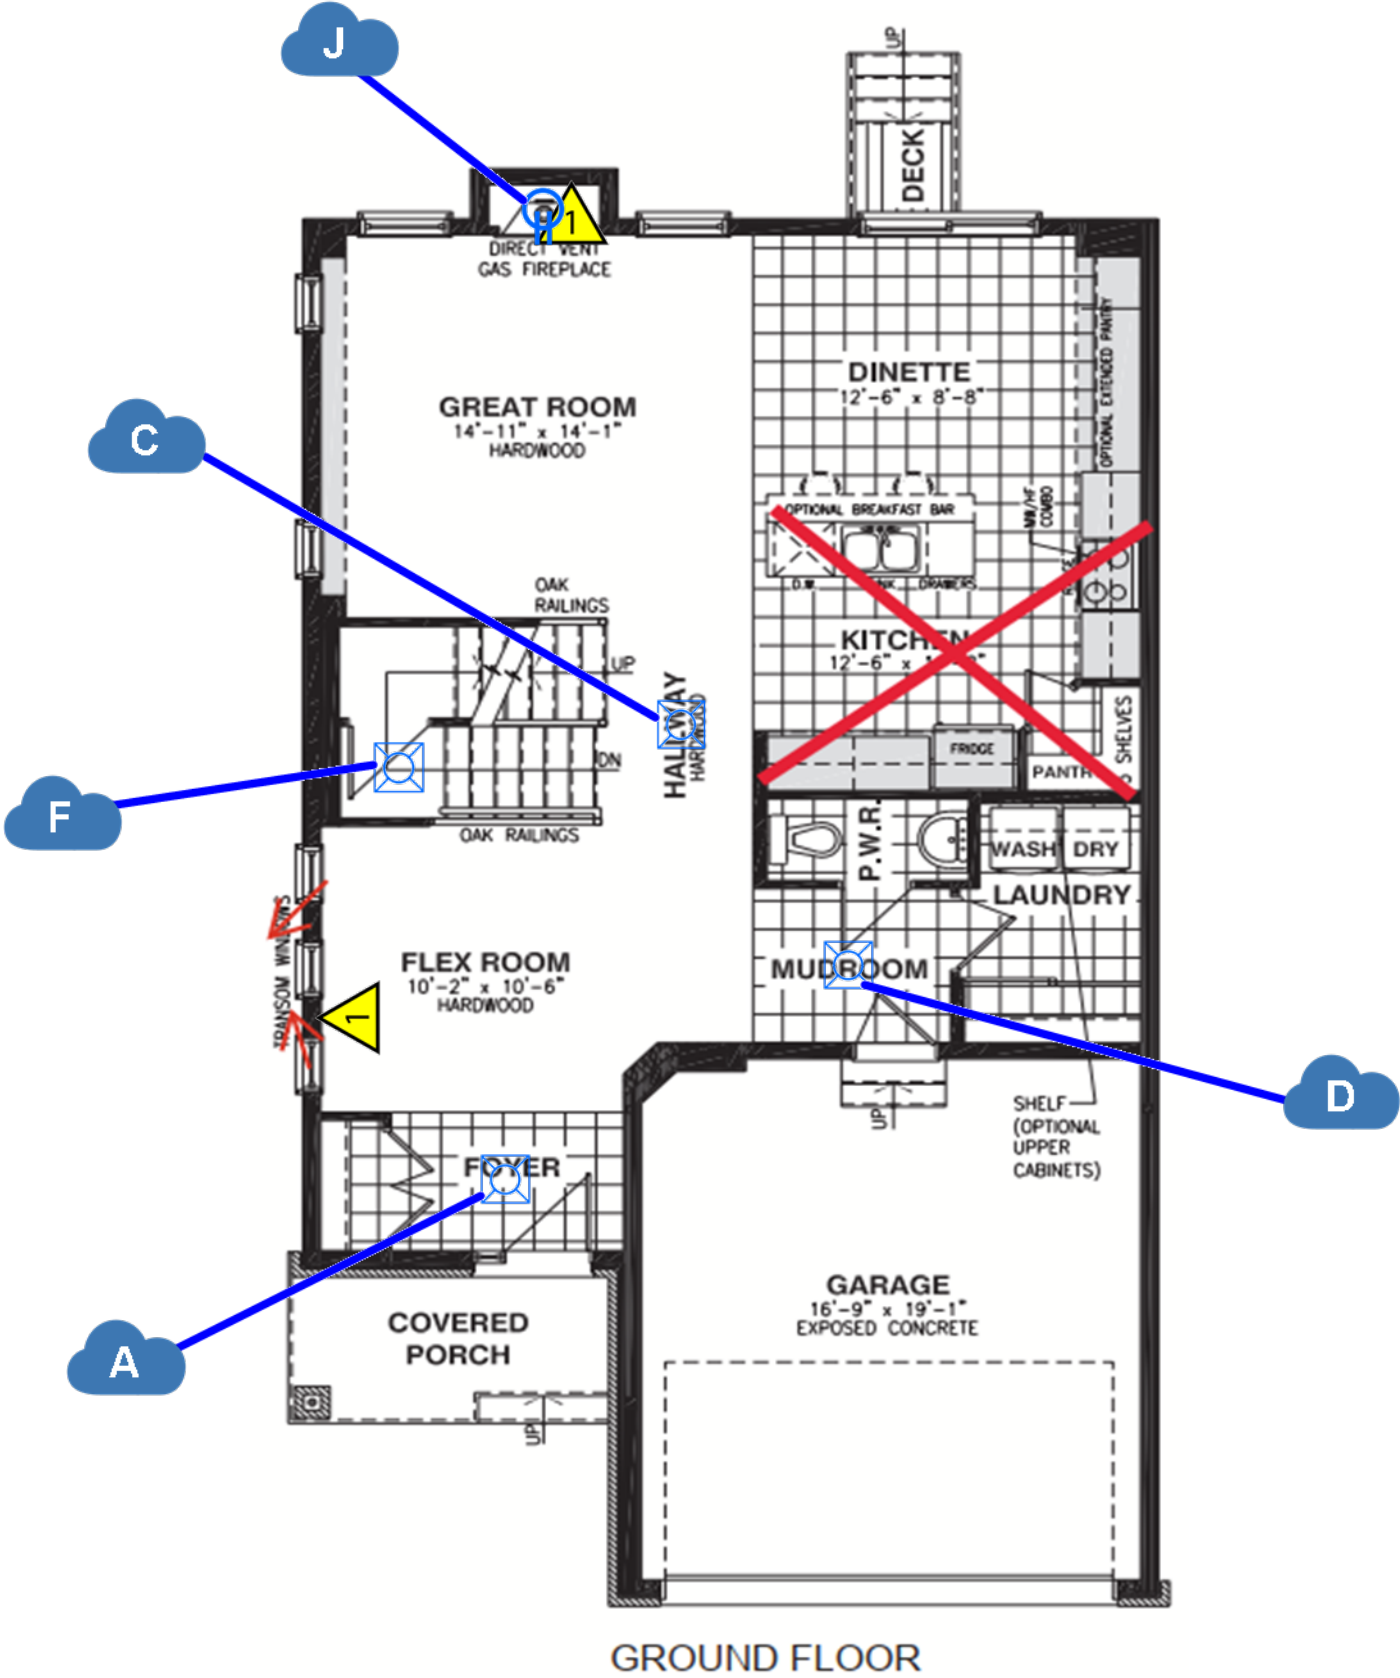 J
UP
DECK
1
DIRECT VENT
GAS FIREPLACE
OPTIONAL EXTENDED PANTRY
DINETTE
12'-6" x 8'-8"
GREAT ROOM
14'-11" x 14'-1"
HARDWOOD
C
MW/HF
COMBO
OPTIONAL BREAKFAST BAR
D.W.
DRAWERS
OAK
RAILINGS
KITCHEN
12'-6" x
UP
HALLWAY
HARDWOOD
SHELVES
FRIDGE
DN
PANTRY
F
OAK RAILINGS
P.W.R.
WASH
DRY
LAUNDRY
TRANSOM WINDOWS
FLEX ROOM
10'-2" x 10'-6"
HARDWOOD
MUDROOM
1
D
UP
SHELF
(OPTIONAL
UPPER
CABINETS)
FOYER
A
COVERED
PORCH
GARAGE
16'-9" x 19'-1"
EXPOSED CONCRETE
UP
GROUND FLOOR